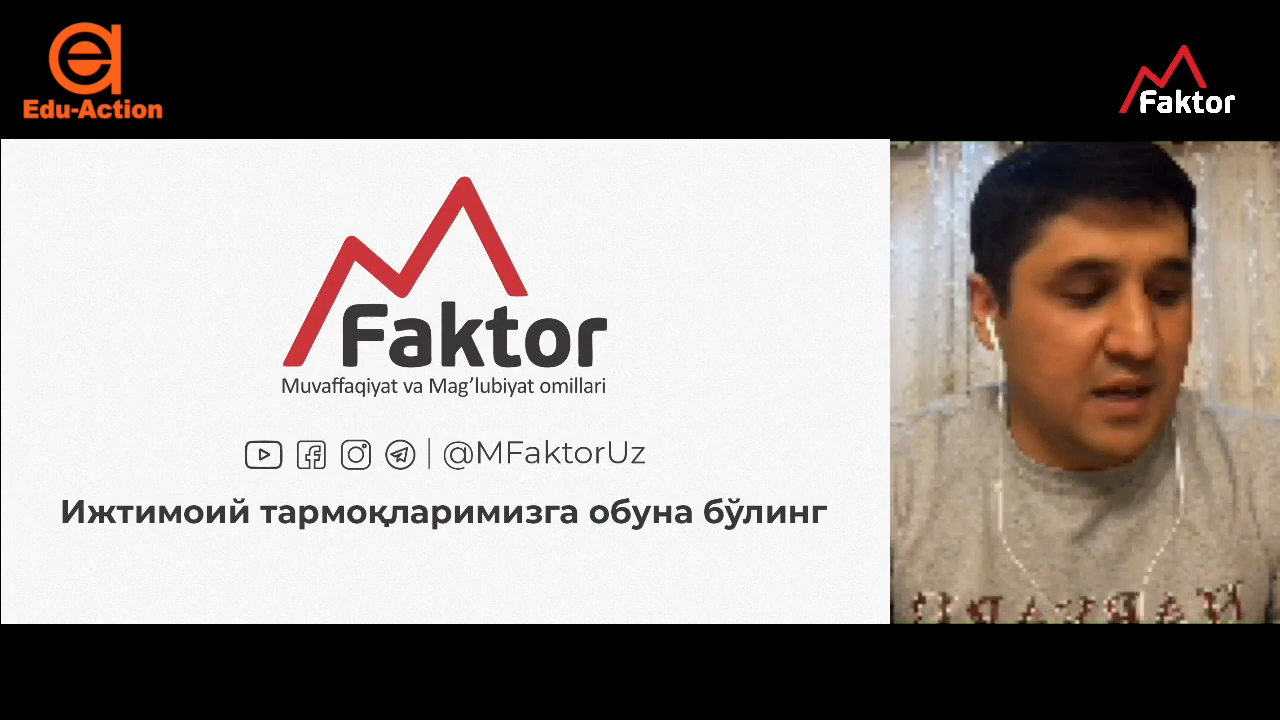 Edu-Action
Faktor
Faktor
Muvaffaqiyat va Mag’lubiyat omillari
@MFaktorUz
Ижтимоий тармоқларимизга обуна бўлинг